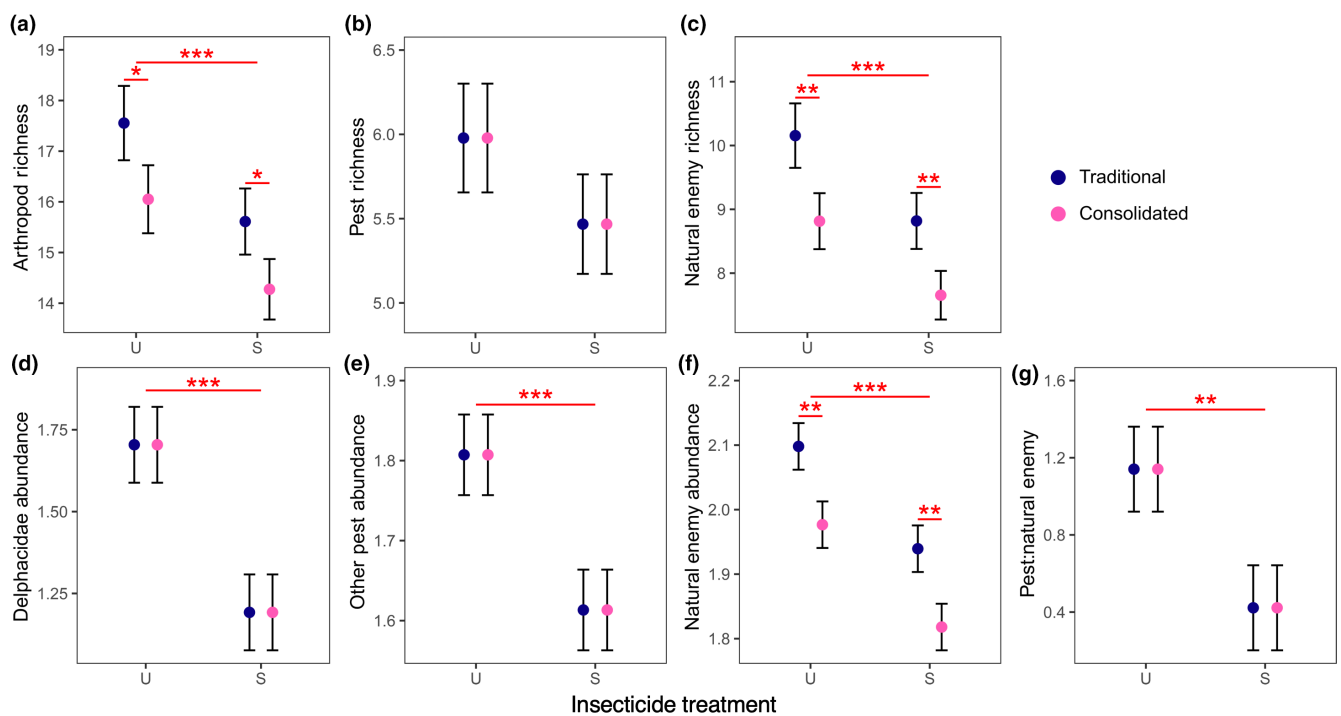 (a)
Arthropod richness
19
18
17
16
15
14
***
*
*
U
S
(b)
Pest richness
6.5
6.0
5.5
5.0
U
S
(c)
Natural enemy richness
11
10
9
8
***
**
**
U
S
Traditional
Consolidated
(d)
Delphacidae abundance
1.75
1.50
1.25
***
U
S
(e)
Other pest abundance
1.9
1.8
1.7
1.6
***
U
S
(f)
Natural enemy abundance
2.2
2.1
2.0
1.9
1.8
***
**
**
U
S
(g)
Pest:natural enemy
1.6
1.2
0.8
0.4
**
U
S
Insecticide treatment